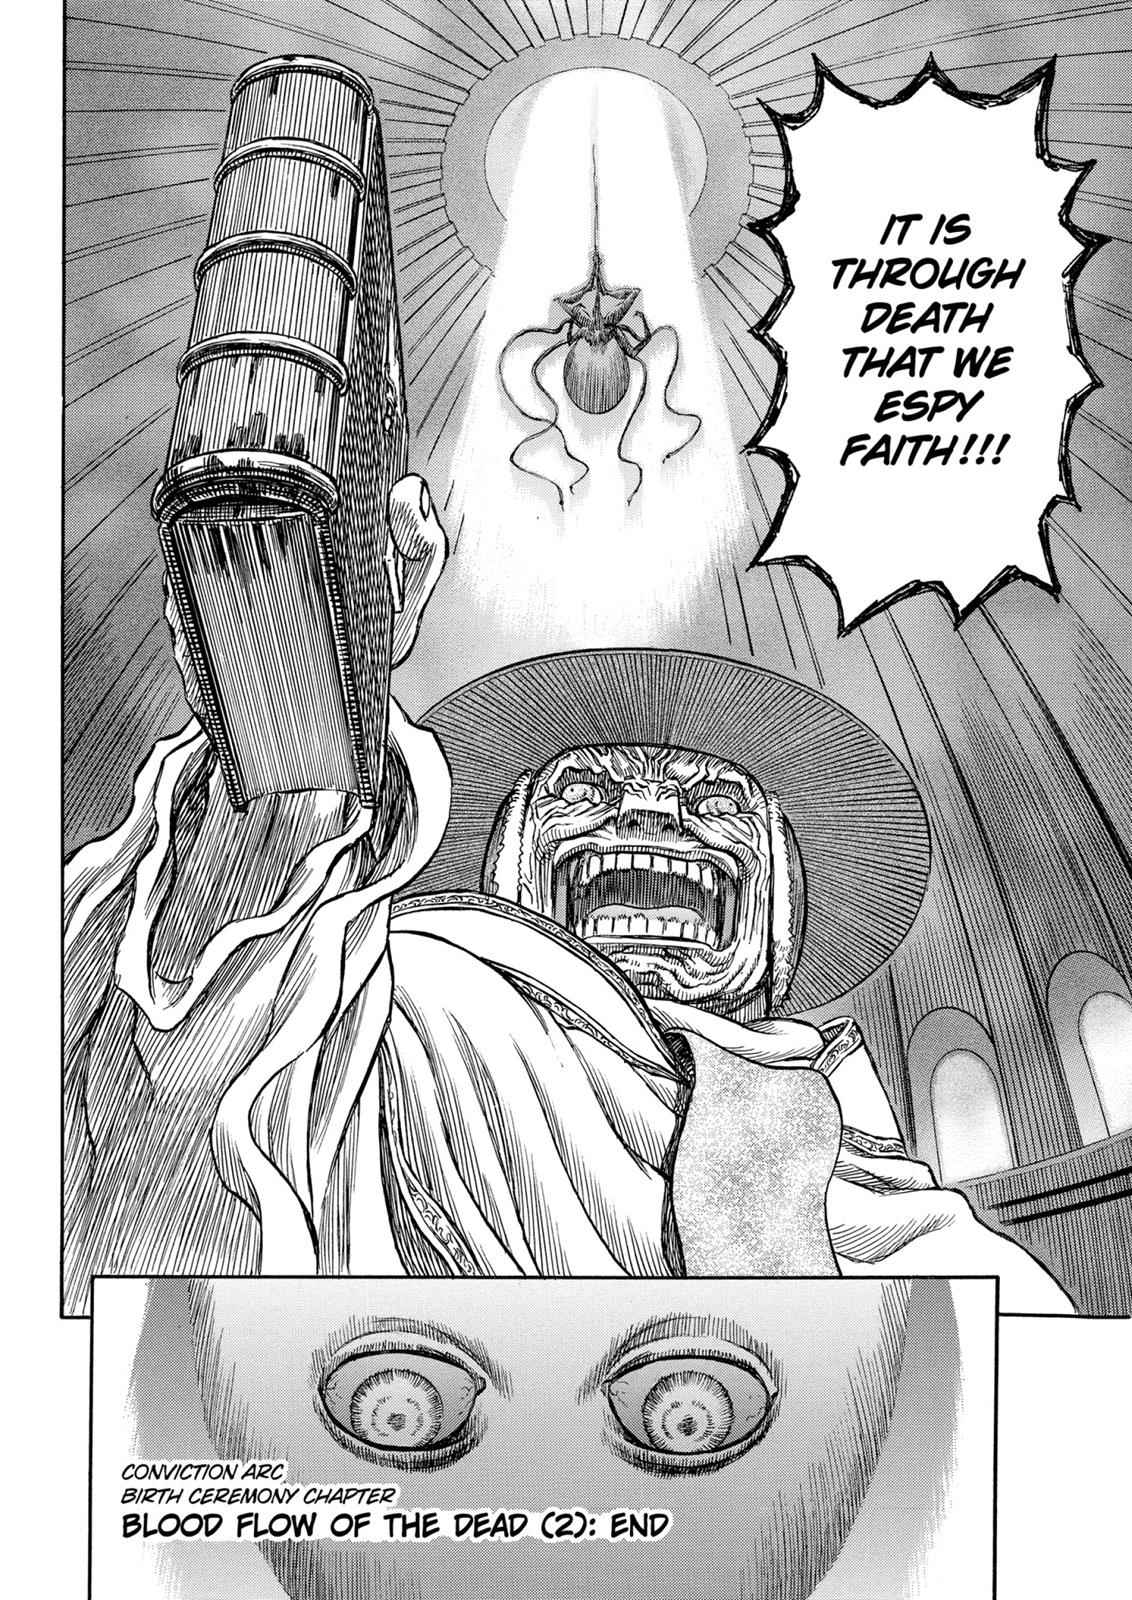 IT IS
THROUGH
DEATH
THAT WE
ESPY
FAITH!!!
CONVICTION ARC
BIRTH CEREMONY CHAPTER
BLOOD FLOW OF THE DEAD (2): END